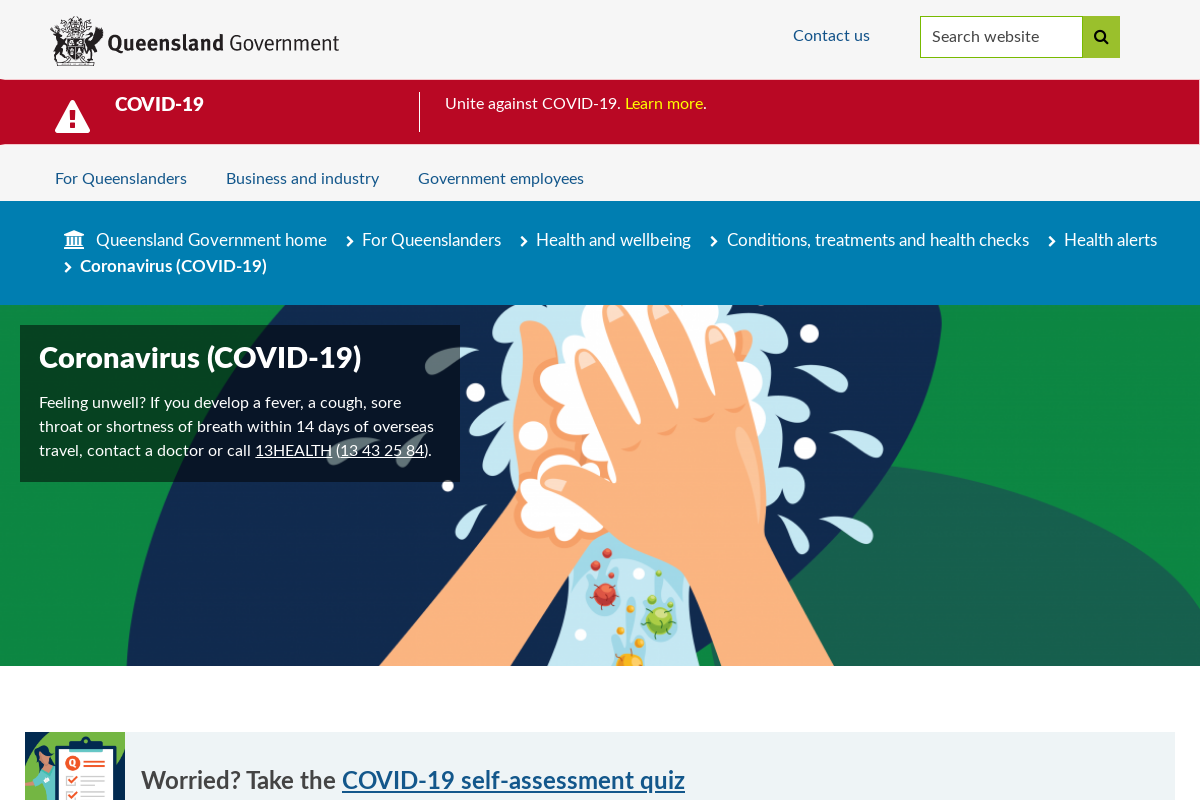 Queensland Government
Contact us
Search website
COVID-19
Unite against COVID-19. Learn more.
For Queenslanders
Business and industry
Government employees
Queensland Government home
For Queenslanders
Health and wellbeing
Conditions, treatments and health checks
Health alerts
Coronavirus (COVID-19)
Coronavirus (COVID-19)
Feeling unwell? If you develop a fever, a cough, sore
throat or shortness of breath within 14 days of overseas
travel, contact a doctor or call 13HEALTH (13 43 25 84).
Q
Worried? Take the COVID-19 self-assessment quiz